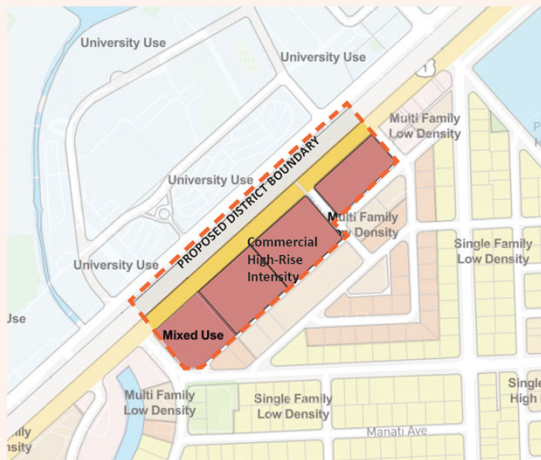 University Use
University Use
1
Multi Family
Low Density
University Use
PROPOSED DISTRICT BOUNDARY
Multi Family
Low Density
Commercial
High-Rise
Intensity
Single Family
Low Density
University Use
Use
Mixed Use
Multi Family
Low Density
Single Family
Low Density
Single
High
Manati Ave